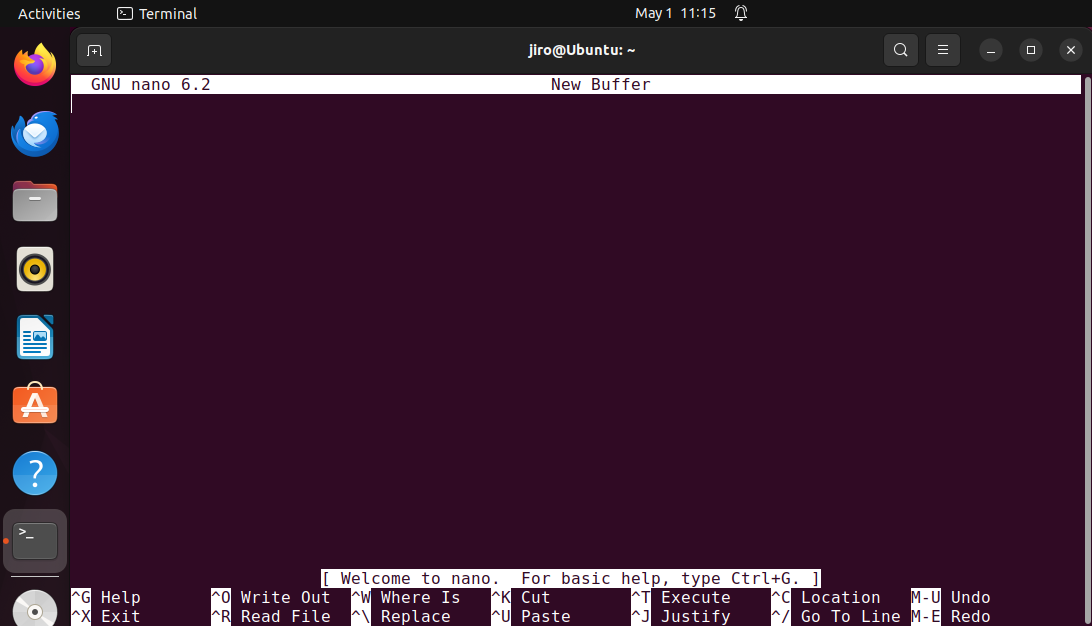 Activities Terminal May 1 11:15
jiro@Ubuntu: ~
GNU nano 6.2 New Buffer
[ Welcome to nano.  For basic help, type Ctrl+G. ]
^G Help ^O Write Out ^W Where Is ^K Cut ^T Execute ^C Location M-U Undo
^X Exit ^R Read File ^\ Replace ^U Paste ^J Justify ^/ Go To Line M-E Redo